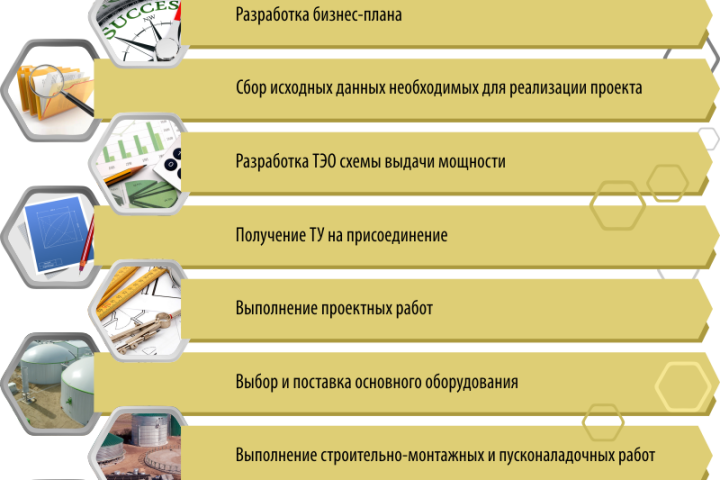 SUCCESS
NW
Разработка бизнес-плана
Сбор исходных данных необходимых для реализации проекта
Разработка ТЭО схемы выдачи мощности
Получение ТУ на присоединение
Выполнение проектных работ
Выбор и поставка основного оборудования
Выполнение строительно-монтажных и пусконаладочных работ